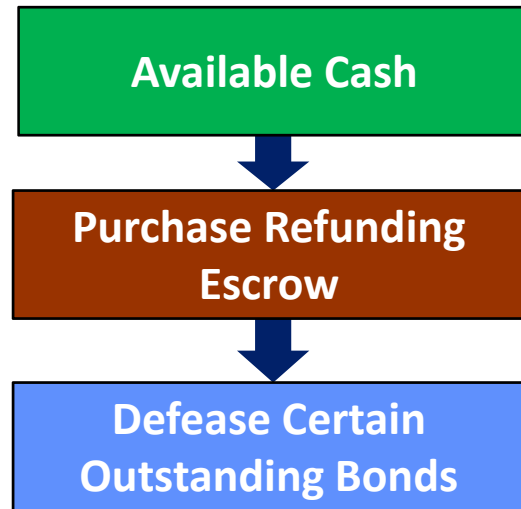 Available Cash
Purchase Refunding
Escrow
Defease Certain
Outstanding Bonds